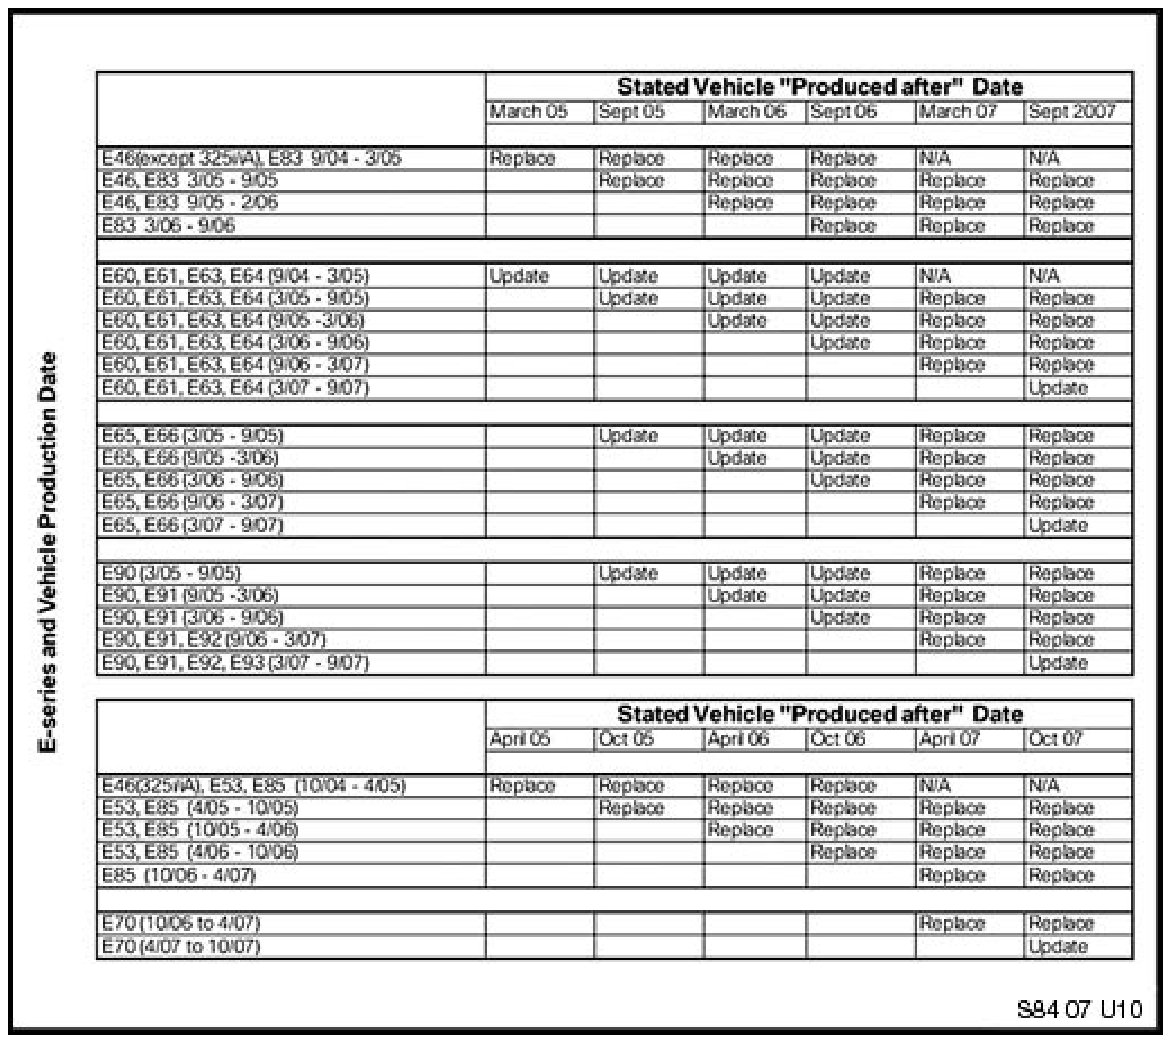 Stated Vehicle "Produced after" Date
March 05 Sept 05 March 06 Sept 06 March 07 Sept 2007
E46(except 325i/iA), E83 9/04 - 3/05 Replace Replace Replace Replace N/A N/A
E46, E83 3/05 - 9/05 Replace Replace Replace Replace Replace
E46, E83 9/05 - 2/06 Replace Replace Replace Replace
E83 3/06 - 9/06 Replace Replace Replace
E60, E61, E63, E64 (9/04 - 3/05) Update Update Update Update N/A N/A
E60, E61, E63, E64 (3/05 - 9/05) Update Update Update Replace Replace
E60, E61, E63, E64 (9/05 -3/06) Update Update Replace Replace
E60, E61, E63, E64 (3/06 - 9/06) Update Replace Replace
E60, E61, E63, E64 (9/06 - 3/07) Replace Replace
E60, E61, E63, E64 (3/07 - 9/07) Update
E65, E66 (3/05 - 9/05) Update Update Update Replace Replace
E65, E66 (9/05 -3/06) Update Update Replace Replace
E65, E66 (3/06 - 9/06) Update Replace Replace
E65, E66 (9/06 - 3/07) Replace Replace
E65, E66 (3/07 - 9/07) Update
E90 (3/05 - 9/05) Update Update Update Replace Replace
E90, E91 (9/05 -3/06) Update Update Replace Replace
E90, E91 (3/06 - 9/06) Update Replace Replace
E90, E91, E92 (9/06 - 3/07) Replace Replace
E90, E91, E92, E93 (3/07 - 9/07) Update
E-series and Vehicle Production Date
Stated Vehicle "Produced after" Date
April 05 Oct 05 April 06 Oct 06 April 07 Oct 07
E46(325i/iA), E53, E85 (10/04 - 4/05) Replace Replace Replace Replace N/A N/A
E53, E85 (4/05 - 10/05) Replace Replace Replace Replace Replace
E53, E85 (10/05 - 4/06) Replace Replace Replace Replace
E53, E85 (4/06 - 10/06) Replace Replace Replace
E85 (10/06 - 4/07) Replace Replace
E70 (10/06 to 4/07) Replace Replace
E70 (4/07 to 10/07) Update
S84 07 U10